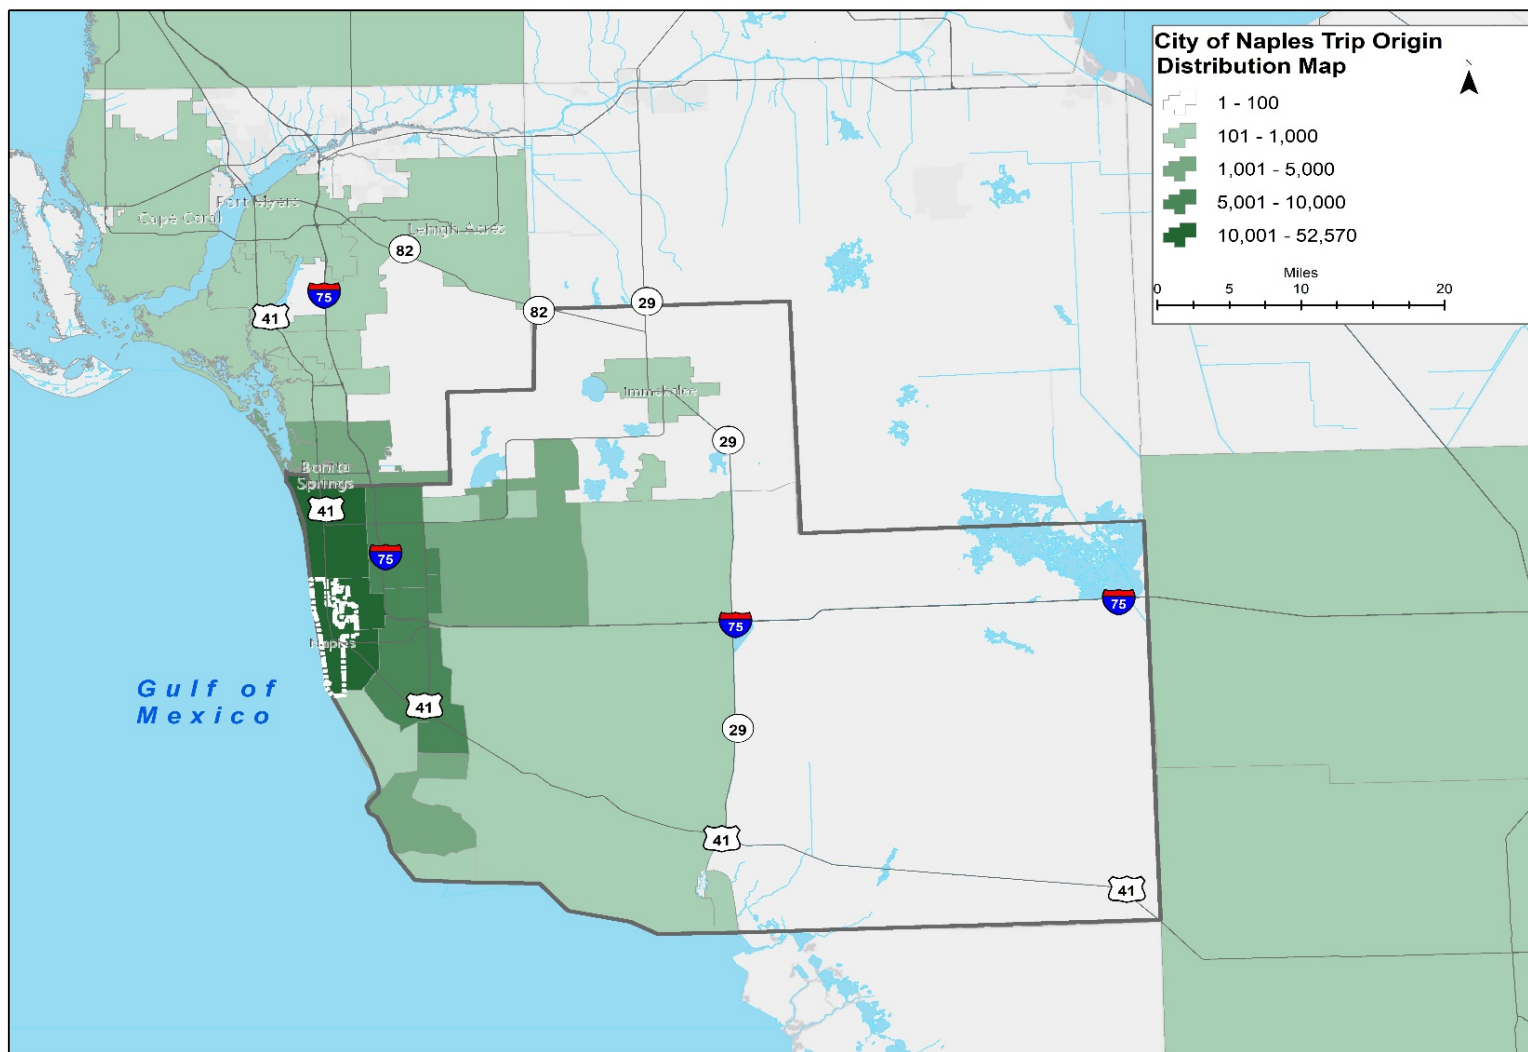 City of Naples Trip Origin
Distribution Map
N
1 - 100
101 - 1,000
1,001 - 5,000
5,001 - 10,000
10,001 - 52,570
Miles
0 5 10 20
Cape Coral
Fort Myers
Lehigh Acres
82
75
41
82
29
Immokalee
29
Bonita
Springs
41
75
75
75
Naples
Gulf of
Mexico
41
29
41
41